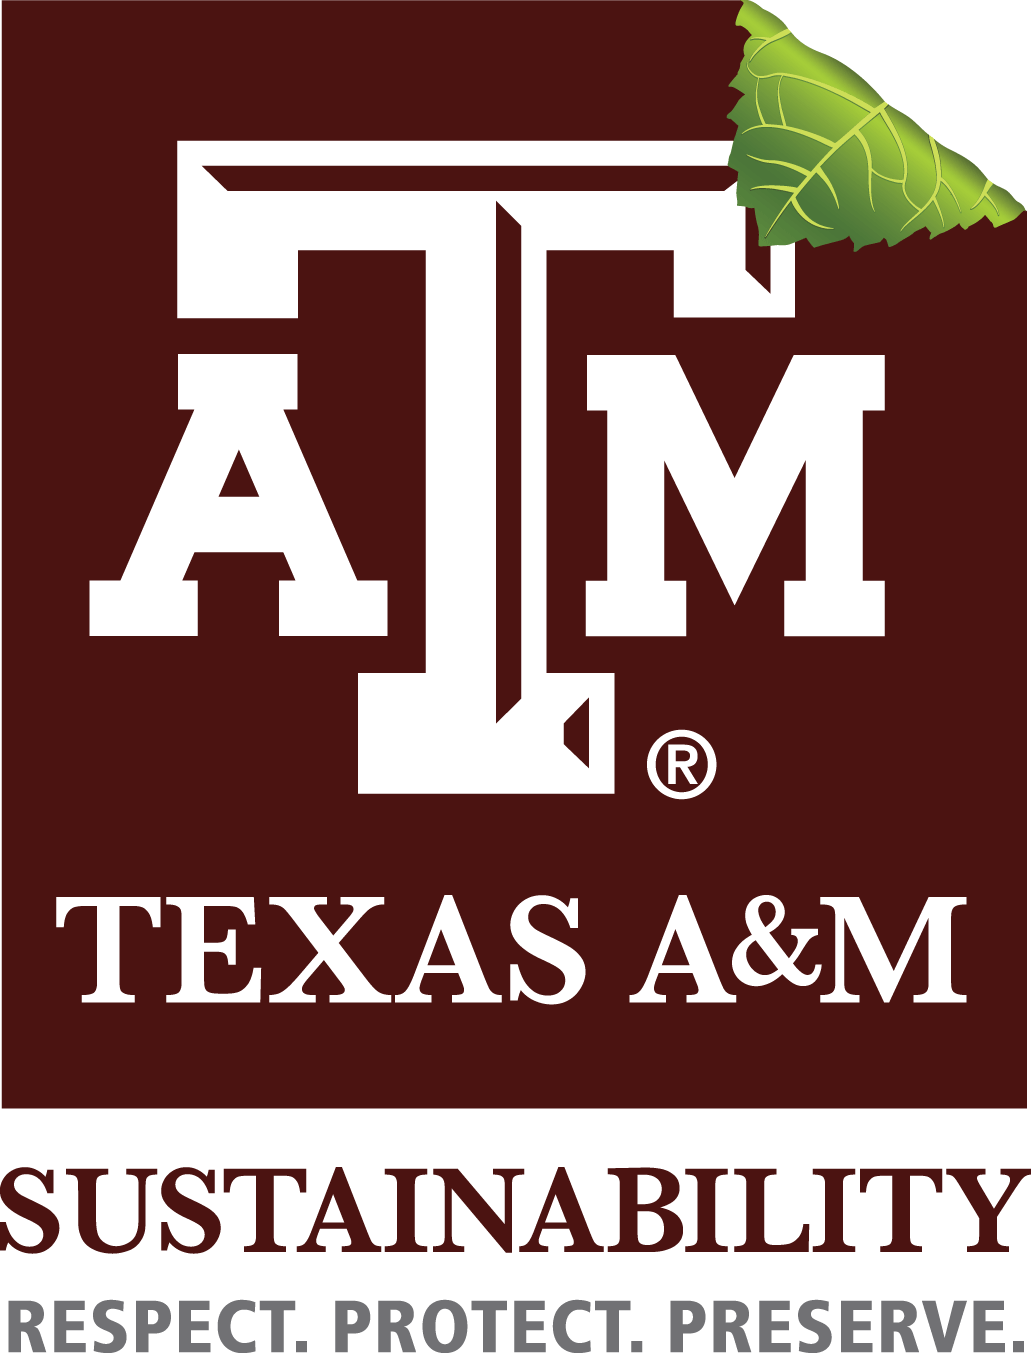 ATM ®
TEXAS A&M
SUSTAINABILITY
RESPECT. PROTECT. PRESERVE.